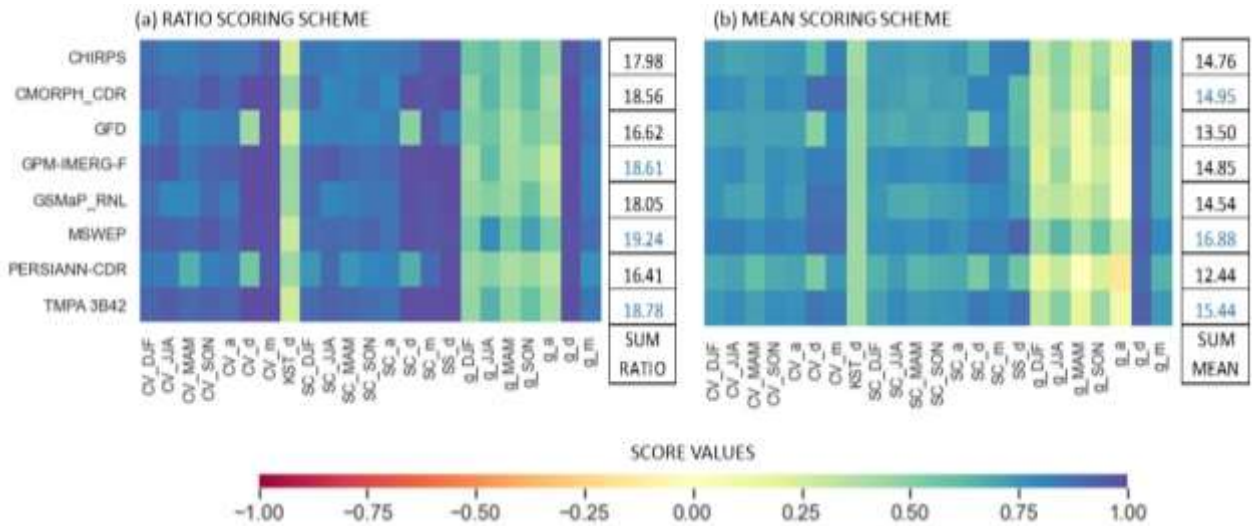 (a) RATIO SCORING SCHEME
(b) MEAN SCORING SCHEME
CHIRPS 17.98 14.76
CMORPH_CDR 18.56 14.95
GFD 16.62 13.50
GPM-IMERG-F 18.61 14.85
GSMaP_RNL 18.05 14.54
MSWEP 19.24 16.88
PERSIANN-CDR 16.41 12.44
TMPA 3B42 18.78 15.44
SUM RATIO
SUM MEAN
CV_DJF
CV_JJA
CV_MAM
CV_SON
CV_a
CV_d
CV_m
KST_d
SC_DJF
SC_JJA
SC_MAM
SC_SON
SC_a
SC_d
SC_m
SS_d
g_DJF
g_JJA
g_MAM
g_SON
g_a
g_d
g_m
CV_DJF
CV_JJA
CV_MAM
CV_SON
CV_a
CV_d
CV_m
KST_d
SC_DJF
SC_JJA
SC_MAM
SC_SON
SC_a
SC_d
SC_m
SS_d
g_DJF
g_JJA
g_MAM
g_SON
g_a
g_d
g_m
SCORE VALUES
−1.00 −0.75 −0.50 −0.25 0.00 0.25 0.50 0.75 1.00